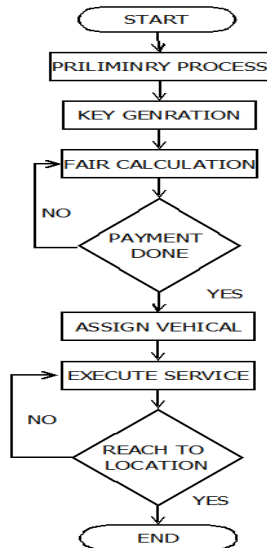 START
PRILIMINRY PROCESS
KEY GENRATION
FAIR CALCULATION
NO
PAYMENT
DONE
YES
ASSIGN VEHICAL
EXECUTE SERVICE
NO
REACH TO
LOCATION
YES
END